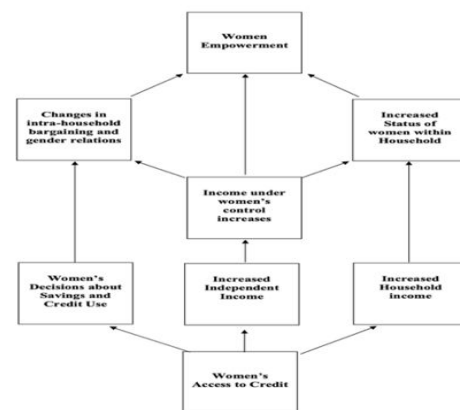 Women
Empowerment
Changes in
intra-household
bargaining and
gender relations
Increased
Status of
women within
Household
Income under
women's
control
increases
Women's
Decisions about
Savings and
Credit Use
Increased
Independent
Income
Increased
Household
income
Women's
Access to Credit